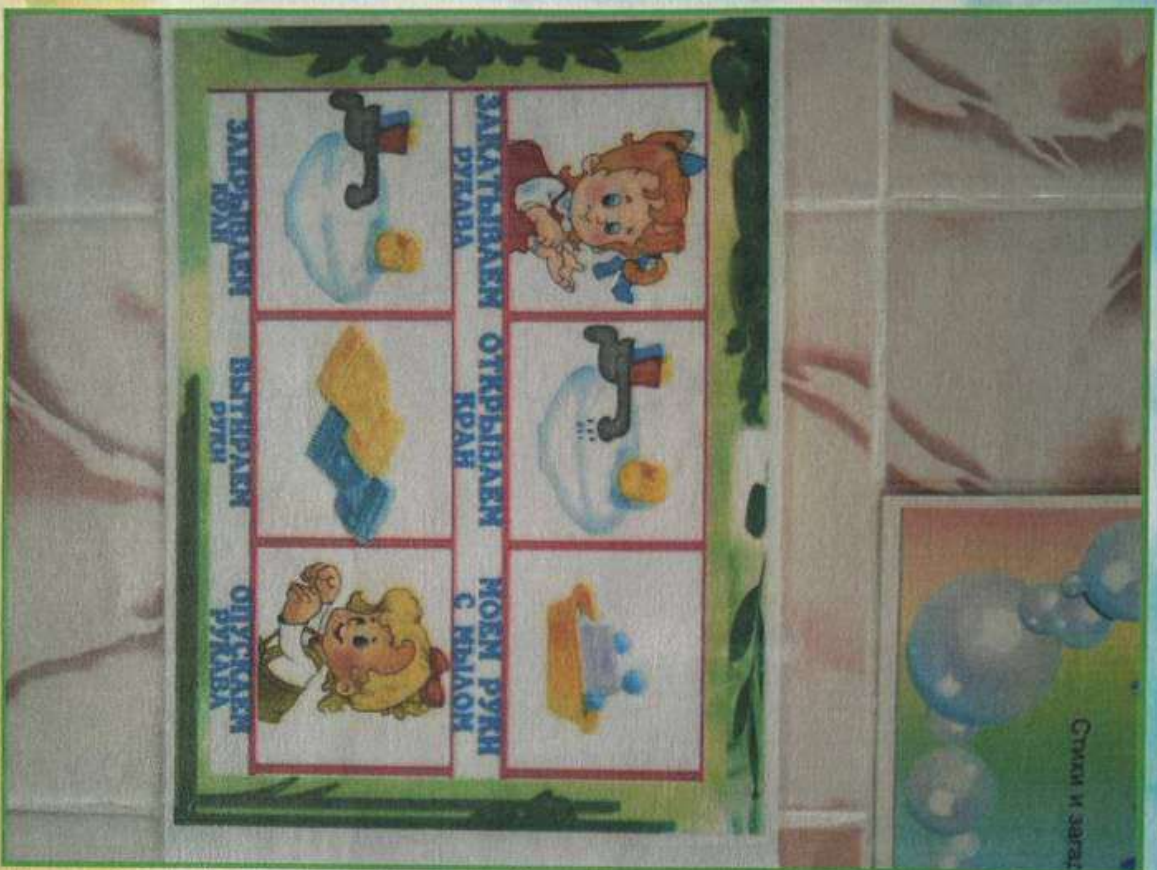 ЗАКАТЫВАЕМ
РУКАВА
ОТКРЫВАЕМ
КРАН
МОЕМ РУКИ
С МЫЛОМ
ЗАКРЫВАЕМ
КРАН
ВЫТИРАЕМ
РУКИ
ОПУСКАЕМ
РУКАВА
Стихи и